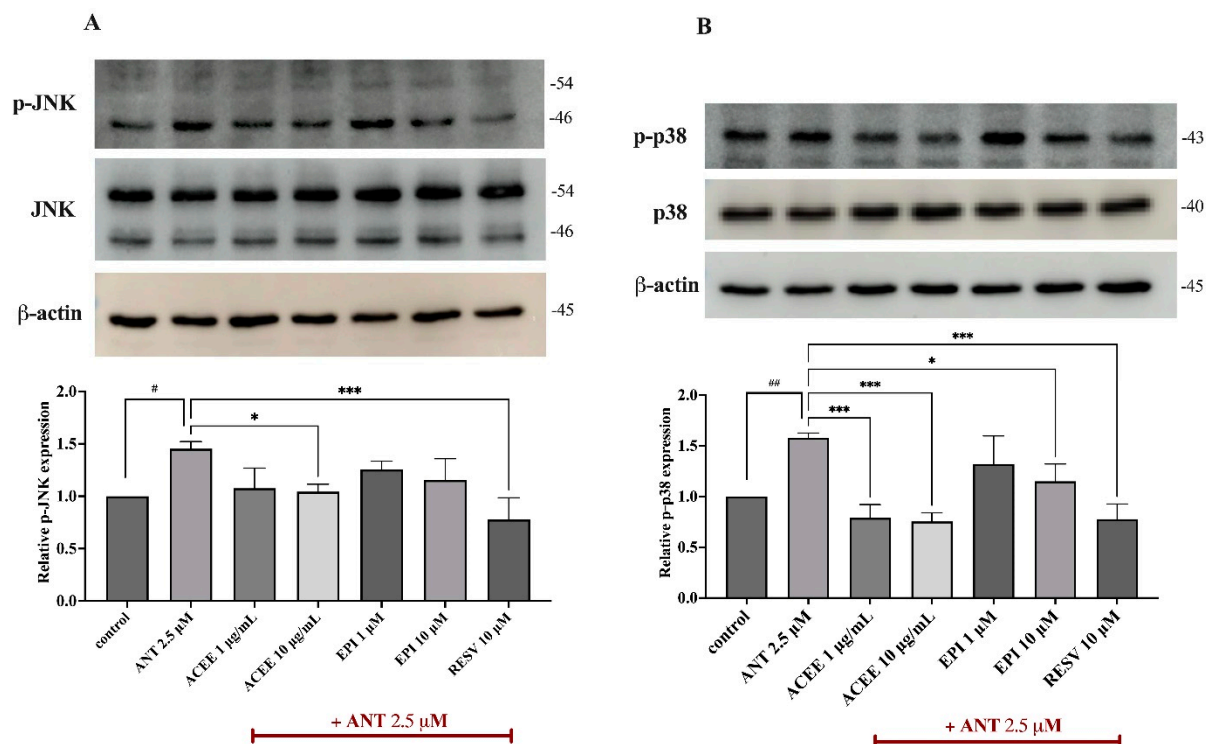 A
p-JNK
-54
-46
JNK
-54
-46
β-actin
-45
Relative p-JNK expression
2.0
1.5
1.0
0.5
0.0
#
*
***
control
ANT 2.5 µM
ACEE 1 µg/mL
ACEE 10 µg/mL
EPI 1 µM
EPI 10 µM
RESV 10 µM
+ ANT 2.5 µM
B
p-p38
-43
p38
-40
β-actin
-45
Relative p-p38 expression
2.0
1.5
1.0
0.5
0.0
##
***
***
*
***
control
ANT 2.5 µM
ACEE 1 µg/mL
ACEE 10 µg/mL
EPI 1 µM
EPI 10 µM
RESV 10 µM
+ ANT 2.5 µM